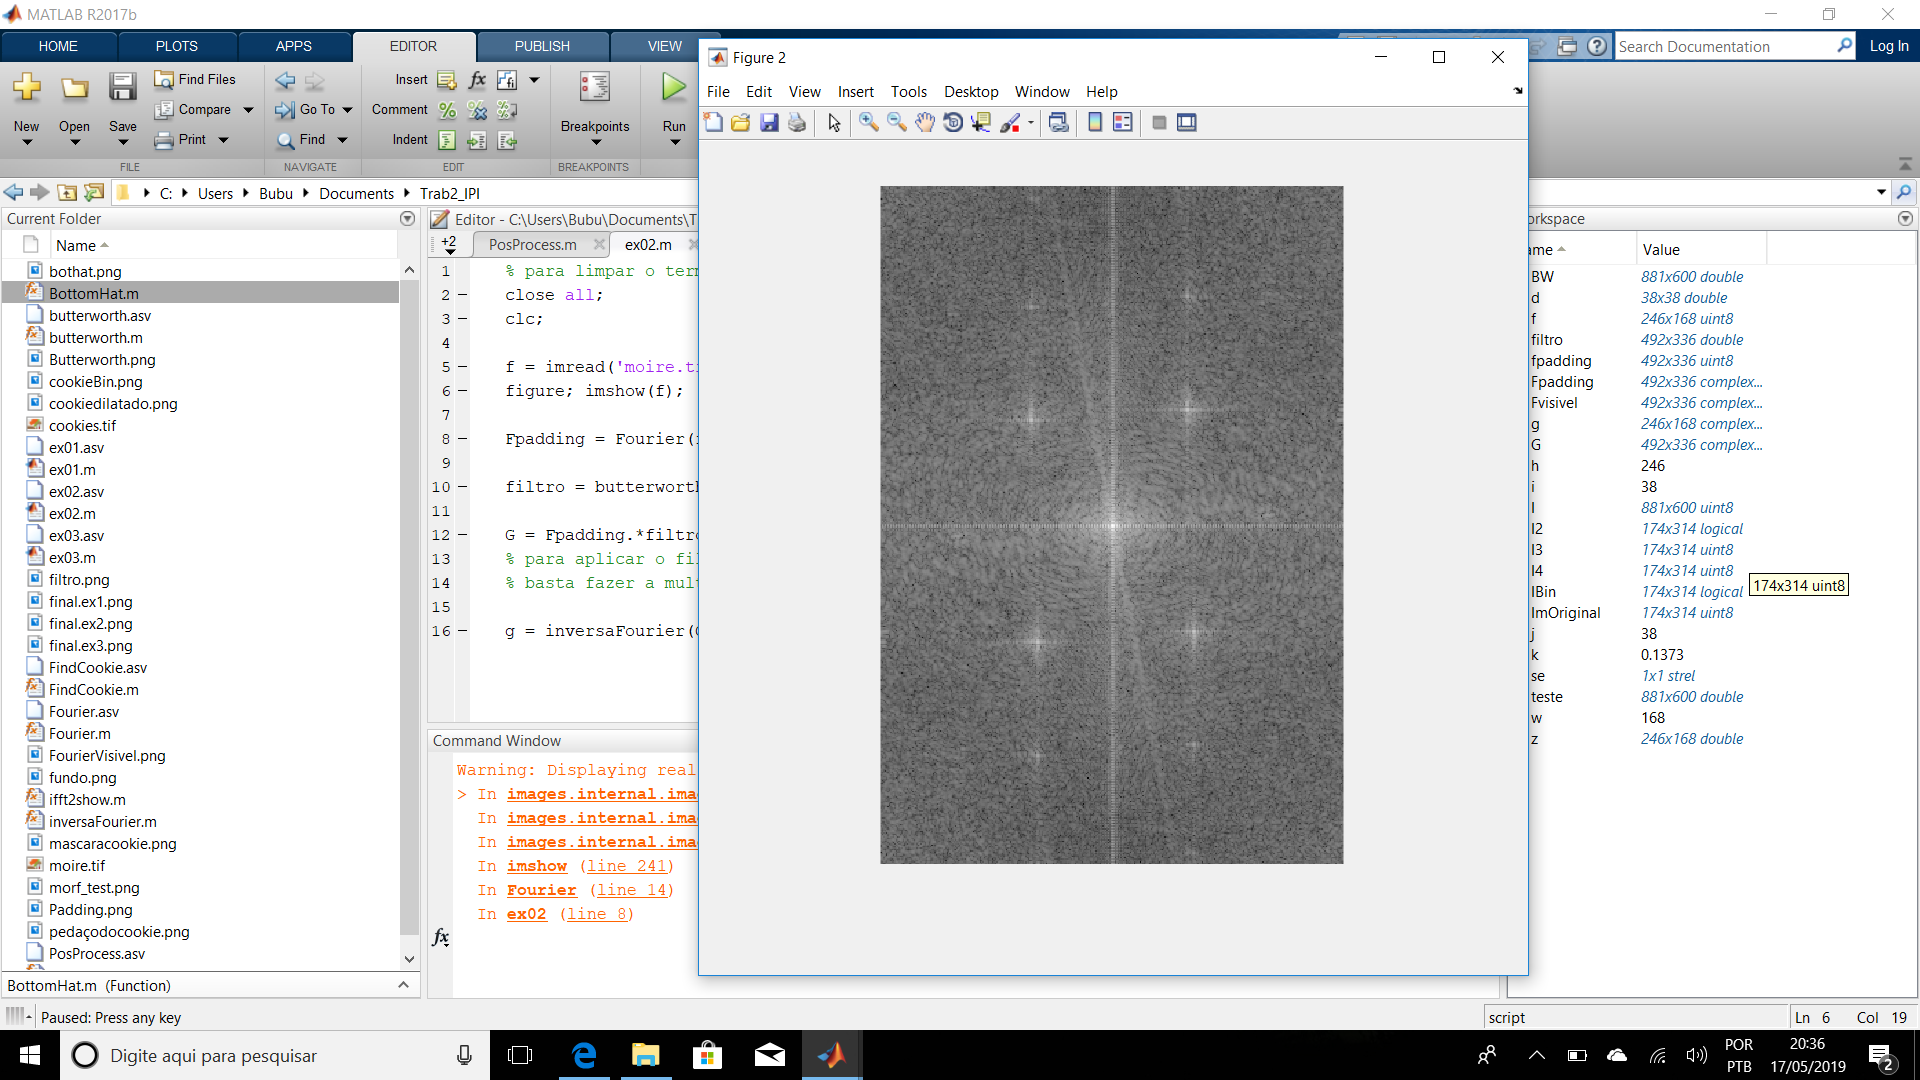 MATLAB R2017b
HOME PLOTS APPS EDITOR PUBLISH VIEW
Search Documentation Log In
New Open Save Find Files Compare Print
FILE
Go To Find
NAVIGATE
Insert fx
Comment
Indent
EDIT
Breakpoints
BREAKPOINTS
Run
C: Users Bubu Documents Trab2_IPI
Current Folder
Name
bothat.png
BottomHat.m
butterworth.asv
butterworth.m
Butterworth.png
cookieBin.png
cookiedilatado.png
cookies.tif
ex01.asv
ex01.m
ex02.asv
ex02.m
ex03.asv
ex03.m
filtro.png
final.ex1.png
final.ex2.png
final.ex3.png
FindCookie.asv
FindCookie.m
Fourier.asv
Fourier.m
FourierVisivel.png
fundo.png
ifft2show.m
inversaFourier.m
mascaracookie.png
moire.tif
morf_test.png
Padding.png
pedaçodocookie.png
PosProcess.asv
BottomHat.m (Function)
Editor - C:\Users\Bubu\Documents\T
+2 PosProcess.m ex02.m
1 % para limpar o ter
2 close all;
3 clc;
4
5 f = imread('moire.t
6 figure; imshow(f);
7
8 Fpadding = Fourier(
9
10 filtro = butterwort
11
12 G = Fpadding.*filtr
13 % para aplicar o fi
14 % basta fazer a mul
15
16 g = inversaFourier(
Command Window
Warning: Displaying real
> In images.internal.ima
In images.internal.ima
In images.internal.ima
In imshow (line 241)
In Fourier (line 14)
In ex02 (line 8)
fx
Figure 2
File Edit View Insert Tools Desktop Window Help
orkspace
ame Value
BW 881x600 double
d 38x38 double
f 246x168 uint8
filtro 492x336 double
fpadding 492x336 uint8
Fpadding 492x336 complex...
Fvisivel 492x336 complex...
g 246x168 complex...
G 492x336 complex...
h 246
i 38
I 881x600 uint8
I2 174x314 logical
I3 174x314 uint8
I4 174x314 uint8
174x314 uint8
IBin 174x314 logical
ImOriginal 174x314 uint8
j 38
k 0.1373
se 1x1 strel
teste 881x600 double
w 168
z 246x168 double
Paused: Press any key
script Ln 6 Col 19
Digite aqui para pesquisar
POR
PTB
20:36
17/05/2019
2